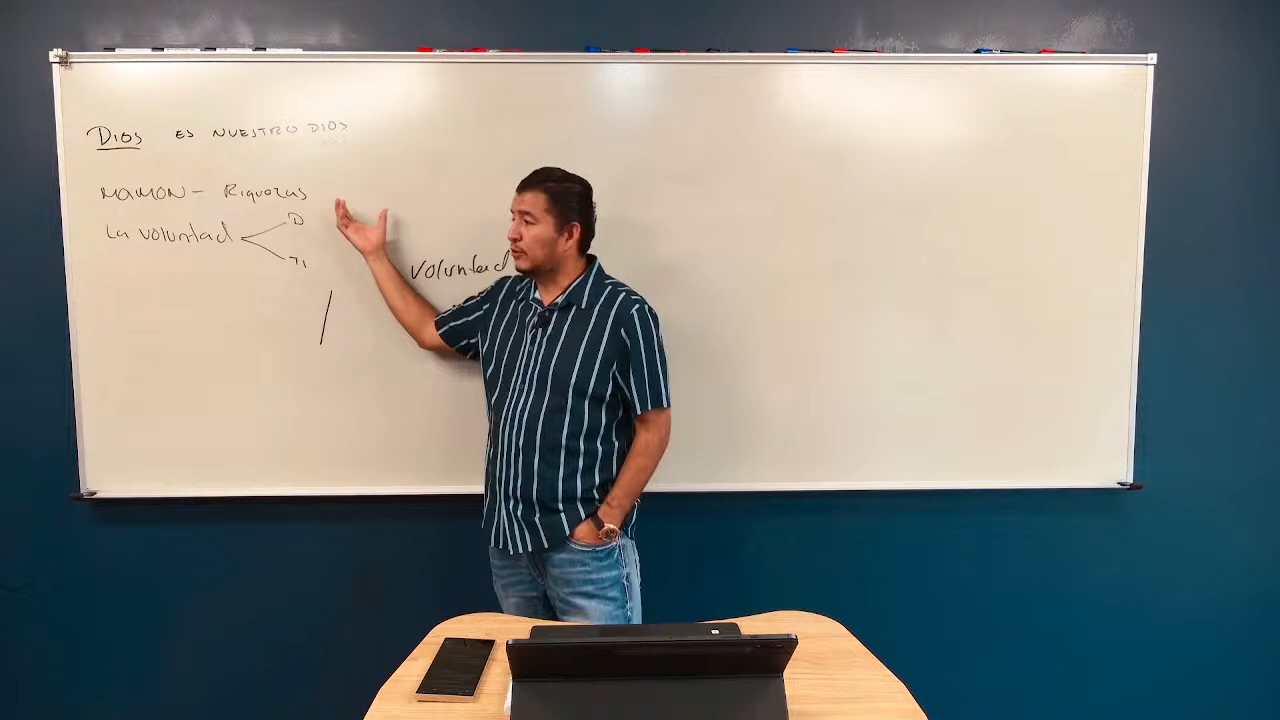 Dios es nuestro Dios
Mamon - Riquezas
La voluntad
D
voluntad